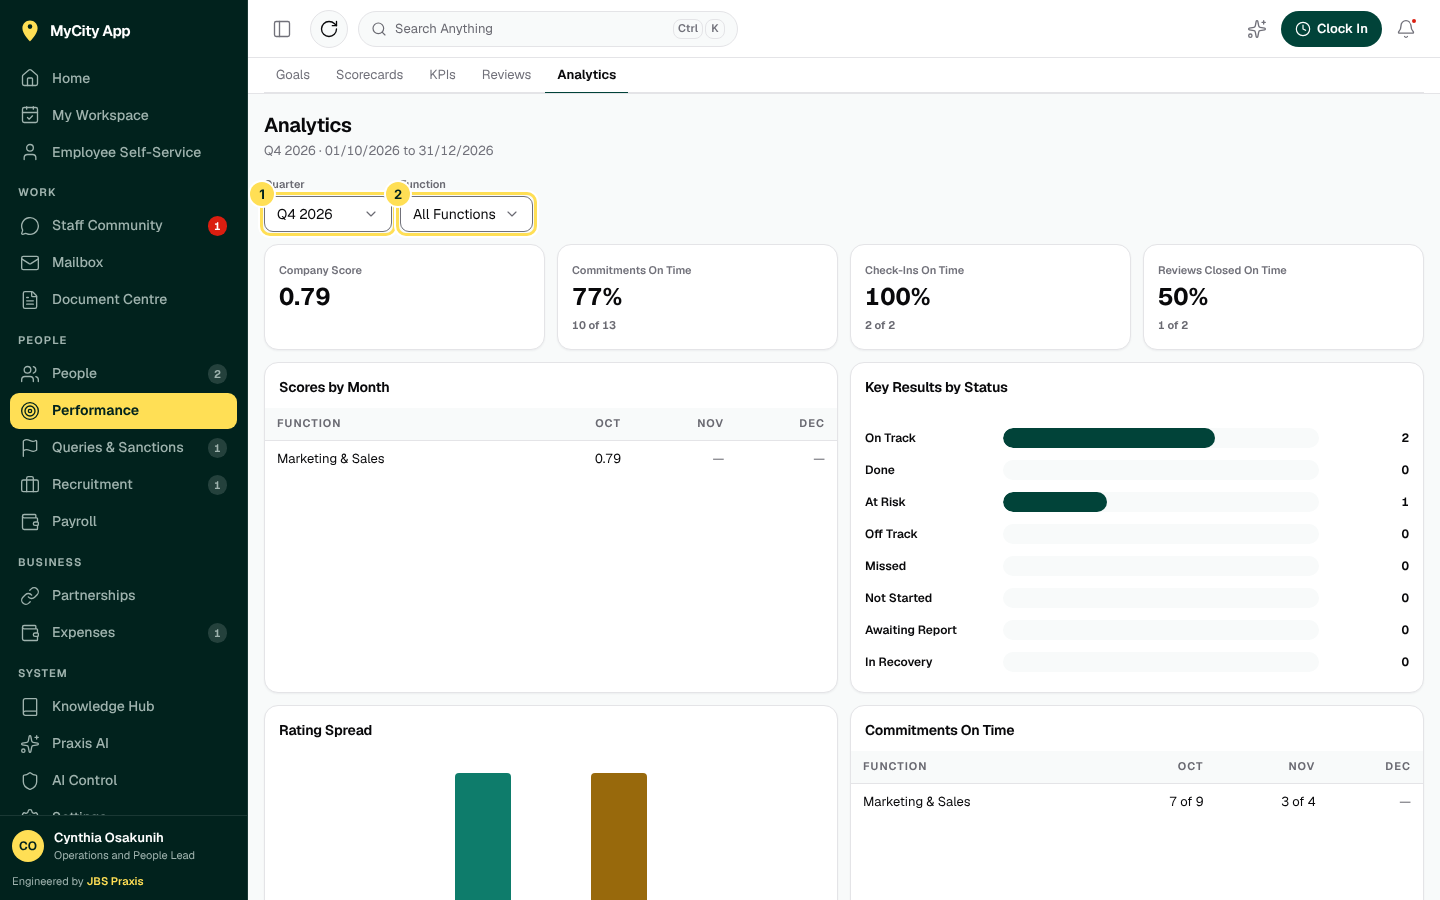 MyCity App
Search Anything
Ctrl K
Clock In
Home
My Workspace
Employee Self-Service
WORK
Staff Community 1
Mailbox
Document Centre
PEOPLE
People 2
Performance
Queries & Sanctions 1
Recruitment 1
Payroll
BUSINESS
Partnerships
Expenses 1
SYSTEM
Knowledge Hub
Praxis AI
AI Control
CO
Cynthia Osakunih
Operations and People Lead
Engineered by JBS Praxis
Goals Scorecards KPIs Reviews Analytics
Analytics
Q4 2026 · 01/10/2026 to 31/12/2026
1 uarter 2 unction
Q4 2026 All Functions
Company Score
0.79
Commitments On Time
77%
10 of 13
Check-Ins On Time
100%
2 of 2
Reviews Closed On Time
50%
1 of 2
Scores by Month
FUNCTION OCT NOV DEC
Marketing & Sales 0.79 — —
Key Results by Status
On Track 2
Done 0
At Risk 1
Off Track 0
Missed 0
Not Started 0
Awaiting Report 0
In Recovery 0
Rating Spread
Commitments On Time
FUNCTION OCT NOV DEC
Marketing & Sales 7 of 9 3 of 4 —